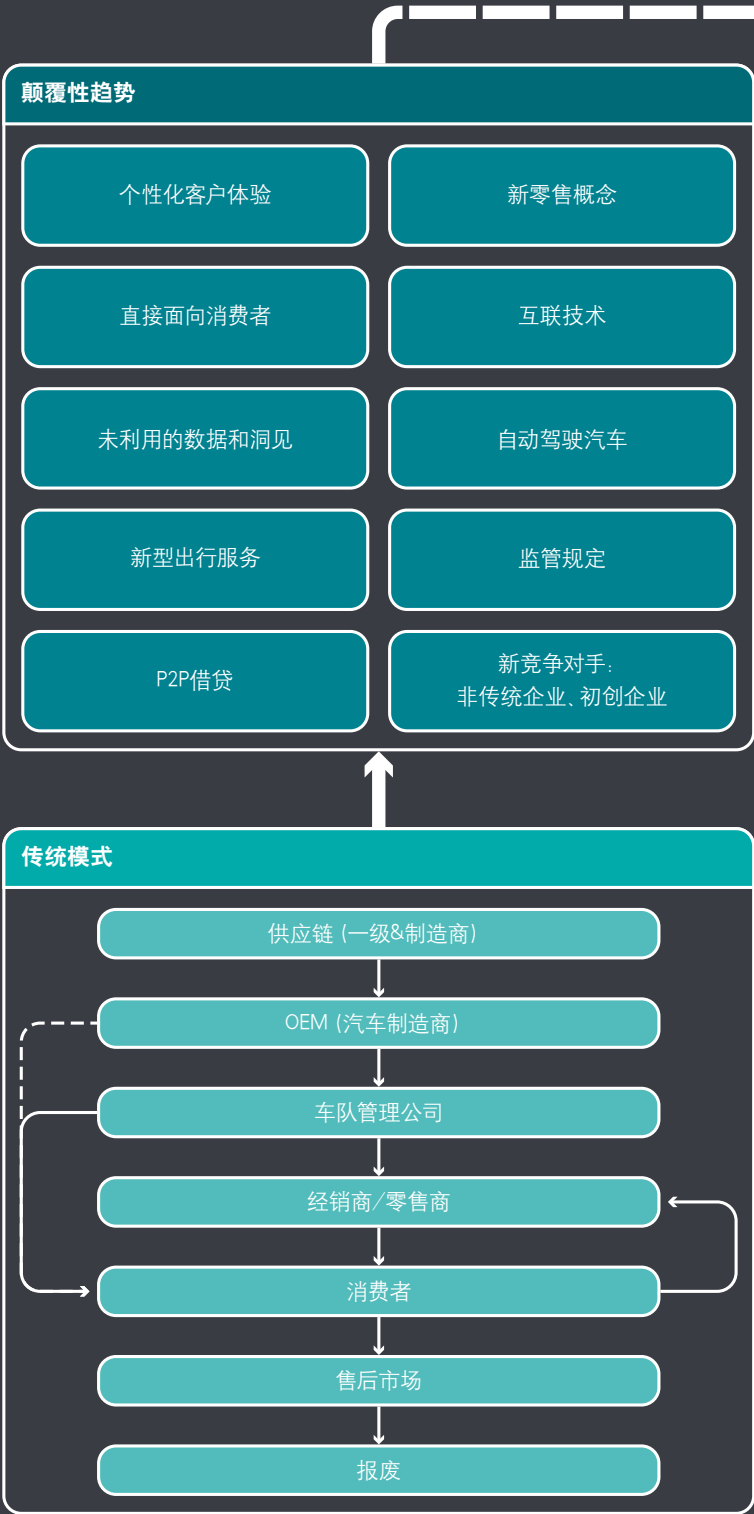 颠覆性趋势
个性化客户体验
新零售概念
直接面向消费者
互联技术
未利用的数据和洞见
自动驾驶汽车
新型出行服务
监管规定
P2P借贷
新竞争对手:
非传统企业、初创企业
传统模式
供应链 (一级&制造商)
OEM (汽车制造商)
车队管理公司
经销商/零售商
消费者
售后市场
报废